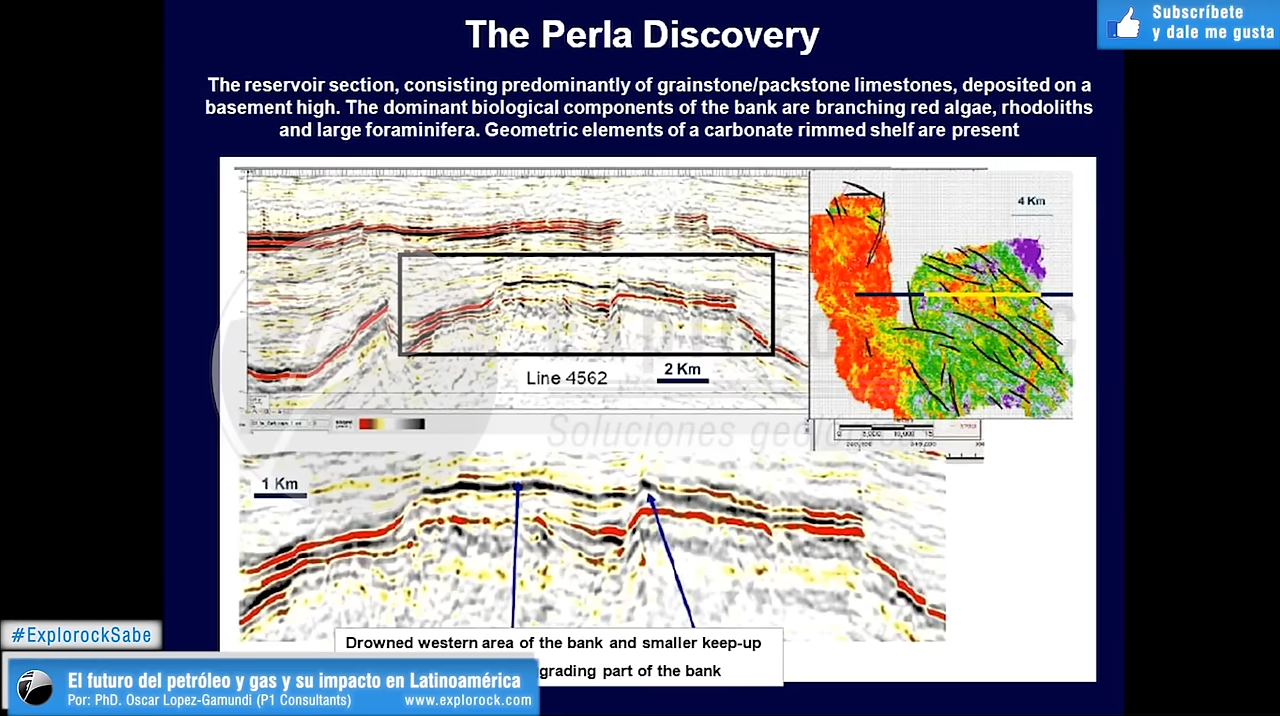 The Perla Discovery
Subscríbete
y dale me gusta
The reservoir section, consisting predominantly of grainstone/packstone limestones, deposited on a
basement high. The dominant biological components of the bank are branching red algae, rhodoliths
and large foraminifera. Geometric elements of a carbonate rimmed shelf are present
4 Km
Line 4562
2 Km
1 Km
Drowned western area of the bank and smaller keep-up
grading part of the bank
#ExplorockSabe
El futuro del petróleo y gas y su impacto en Latinoamérica
Por: PhD. Oscar Lopez-Gamundi (P1 Consultants)
www.explorock.com